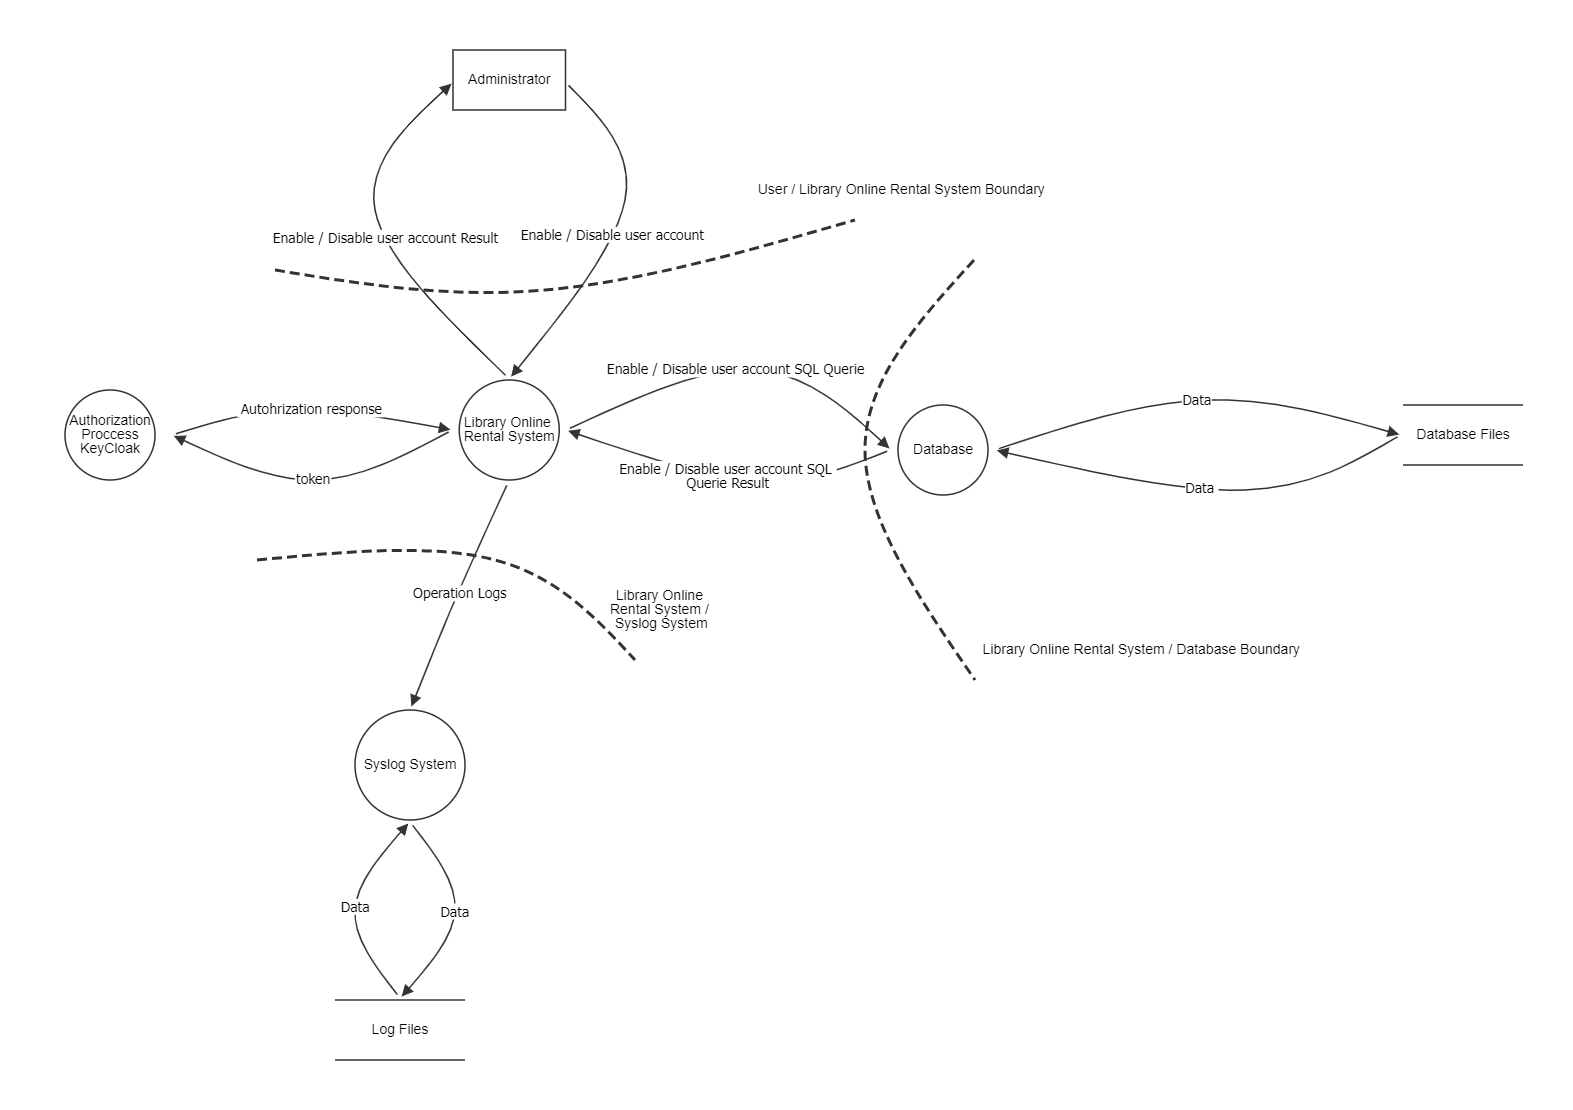 Administrator
User / Library Online Rental System Boundary
Enable / Disable user account Result
Enable / Disable user account
Enable / Disable user account SQL Querie
Autohrization response
Authorization
Proccess
KeyCloak
Library Online
Rental System
Data
Database Files
Database
Enable / Disable user account SQL
Querie Result
token
Data
Operation Logs
Library Online
Rental System /
Syslog System
Library Online Rental System / Database Boundary
Syslog System
Data
Data
Log Files